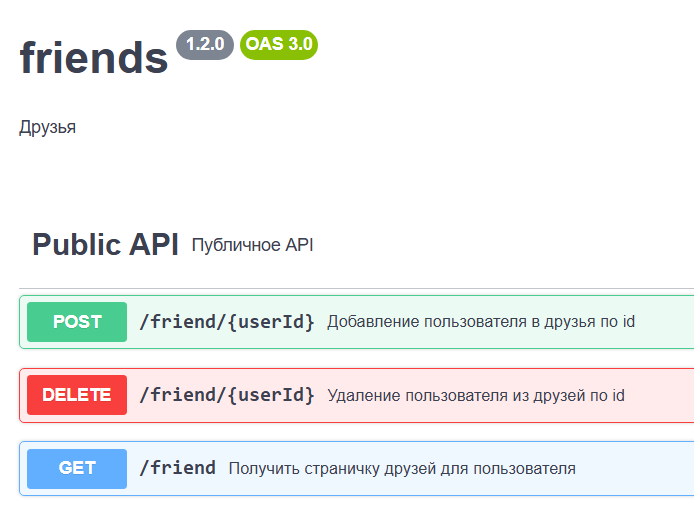 friends 1.2.0 OAS 3.0
Друзья
Public API Публичное API
POST /friend/{userId} Добавление пользователя в друзья по id
DELETE /friend/{userId} Удаление пользователя из друзей по id
GET /friend Получить страничку друзей для пользователя